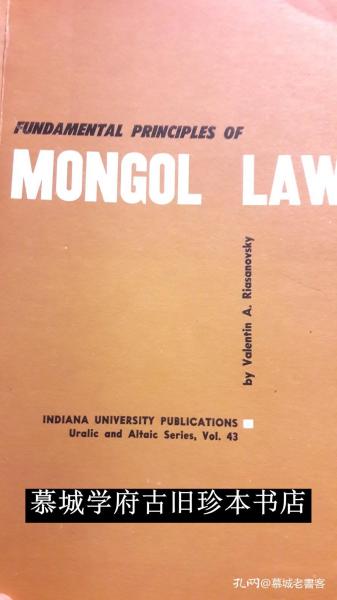 FUNDAMENTAL PRINCIPLES OF
MONGOL LAW
by Valentin A. Riasanovsky
INDIANA UNIVERSITY PUBLICATIONS
Uralic and Altaic Series, Vol. 43
慕城学府古旧珍本书店
孔网@慕城老書客